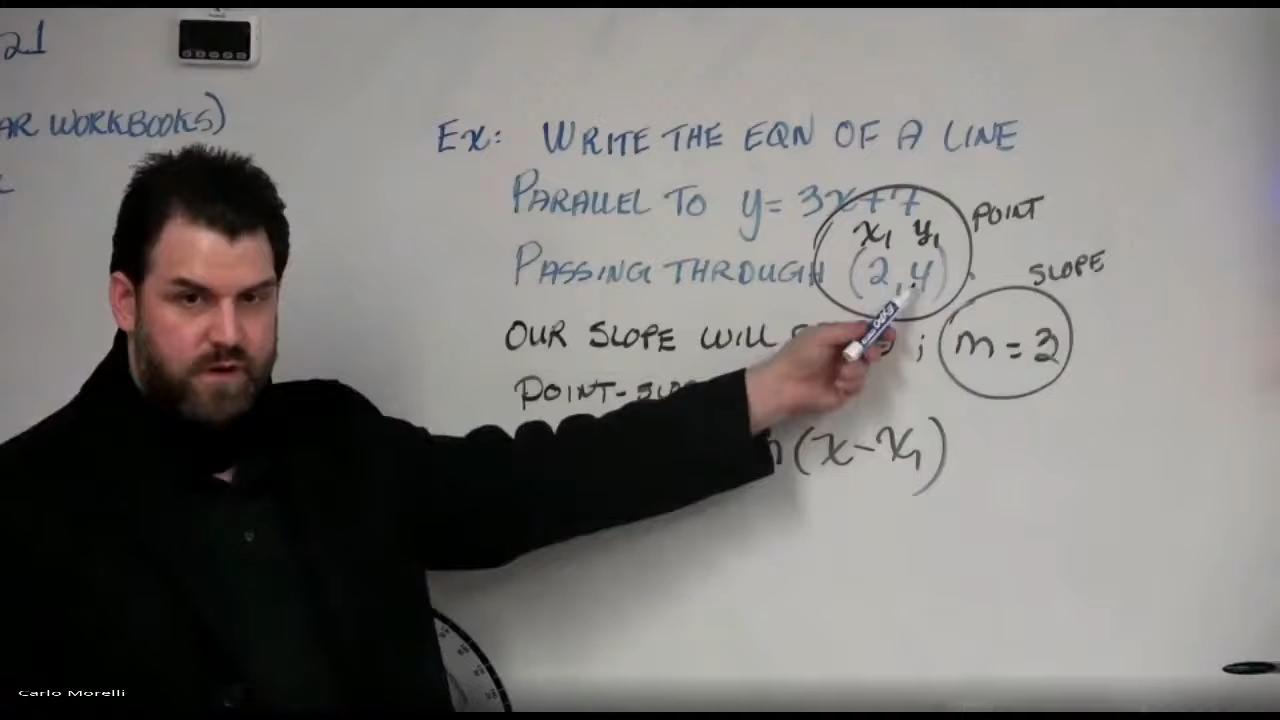 21
AR WORKBOOKS)
Ex: WRITE THE EQN OF A LINE
PARALLEL TO y = 3x + 7
x₁ y₁ POINT
PASSING THROUGH (2, 4).
SLOPE
OUR SLOPE WILL ; m = 3
POINT-
(x - x₁)
Carlo Morelli